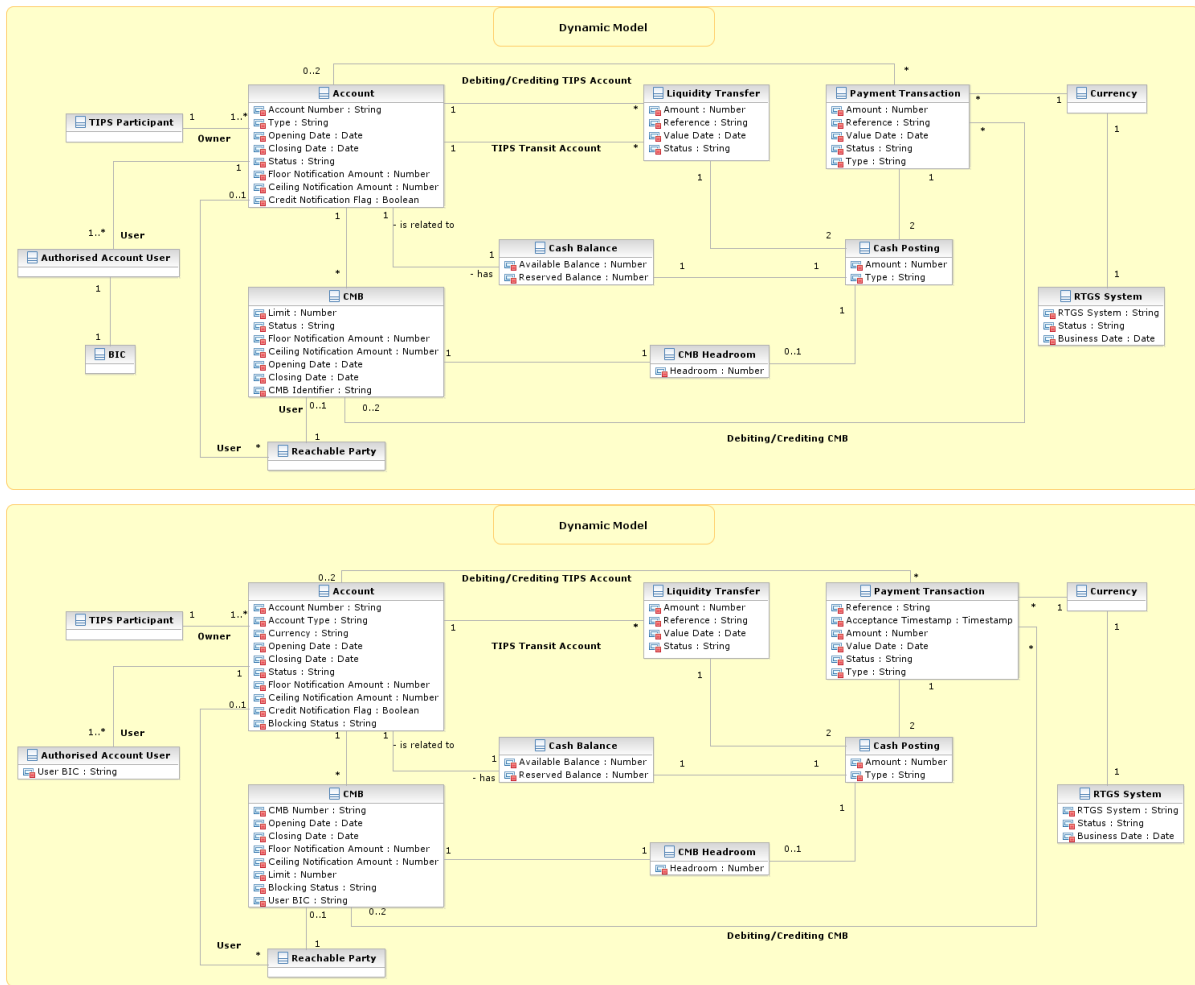 Dynamic Model
0..2
*
Debiting/Crediting TIPS Account
Account
Account Number : String
Type : String
Opening Date : Date
Closing Date : Date
Status : String
Floor Notification Amount : Number
Ceiling Notification Amount : Number
Credit Notification Flag : Boolean
Liquidity Transfer
Amount : Number
Reference : String
Value Date : Date
Status : String
Payment Transaction
Amount : Number
Reference : String
Value Date : Date
Status : String
Type : String
Currency
TIPS Participant
1
1..*
Owner
1
*
1
TIPS Transit Account
*
*
1
*
1
1
0..1
1..*
User
Authorised Account User
1
1
BIC
1
1
- is related to
1
- has
*
Cash Balance
Available Balance : Number
Reserved Balance : Number
1
1
1
2
1
2
Cash Posting
Amount : Number
Type : String
1
RTGS System
RTGS System : String
Status : String
Business Date : Date
CMB
Limit : Number
Status : String
Floor Notification Amount : Number
Ceiling Notification Amount : Number
Opening Date : Date
Closing Date : Date
CMB Identifier : String
1
1
CMB Headroom
Headroom : Number
0..1
1
User
0..1
0..2
1
Debiting/Crediting CMB
User
*
Reachable Party
Dynamic Model
0..2
*
Debiting/Crediting TIPS Account
Account
Account Number : String
Account Type : String
Currency : String
Opening Date : Date
Closing Date : Date
Status : String
Floor Notification Amount : Number
Ceiling Notification Amount : Number
Credit Notification Flag : Boolean
Blocking Status : String
Liquidity Transfer
Amount : Number
Reference : String
Value Date : Date
Status : String
Payment Transaction
Reference : String
Acceptance Timestamp : Timestamp
Amount : Number
Value Date : Date
Status : String
Type : String
Currency
TIPS Participant
1
1..*
Owner
1
*
TIPS Transit Account
*
1
*
1
1
0..1
1..*
User
Authorised Account User
User BIC : String
1
1
- is related to
1
- has
*
Cash Balance
Available Balance : Number
Reserved Balance : Number
1
1
1
2
1
2
Cash Posting
Amount : Number
Type : String
1
RTGS System
RTGS System : String
Status : String
Business Date : Date
CMB
CMB Number : String
Opening Date : Date
Closing Date : Date
Floor Notification Amount : Number
Ceiling Notification Amount : Number
Limit : Number
Blocking Status : String
User BIC : String
1
1
CMB Headroom
Headroom : Number
0..1
1
0..1
0..2
1
Debiting/Crediting CMB
User
*
Reachable Party